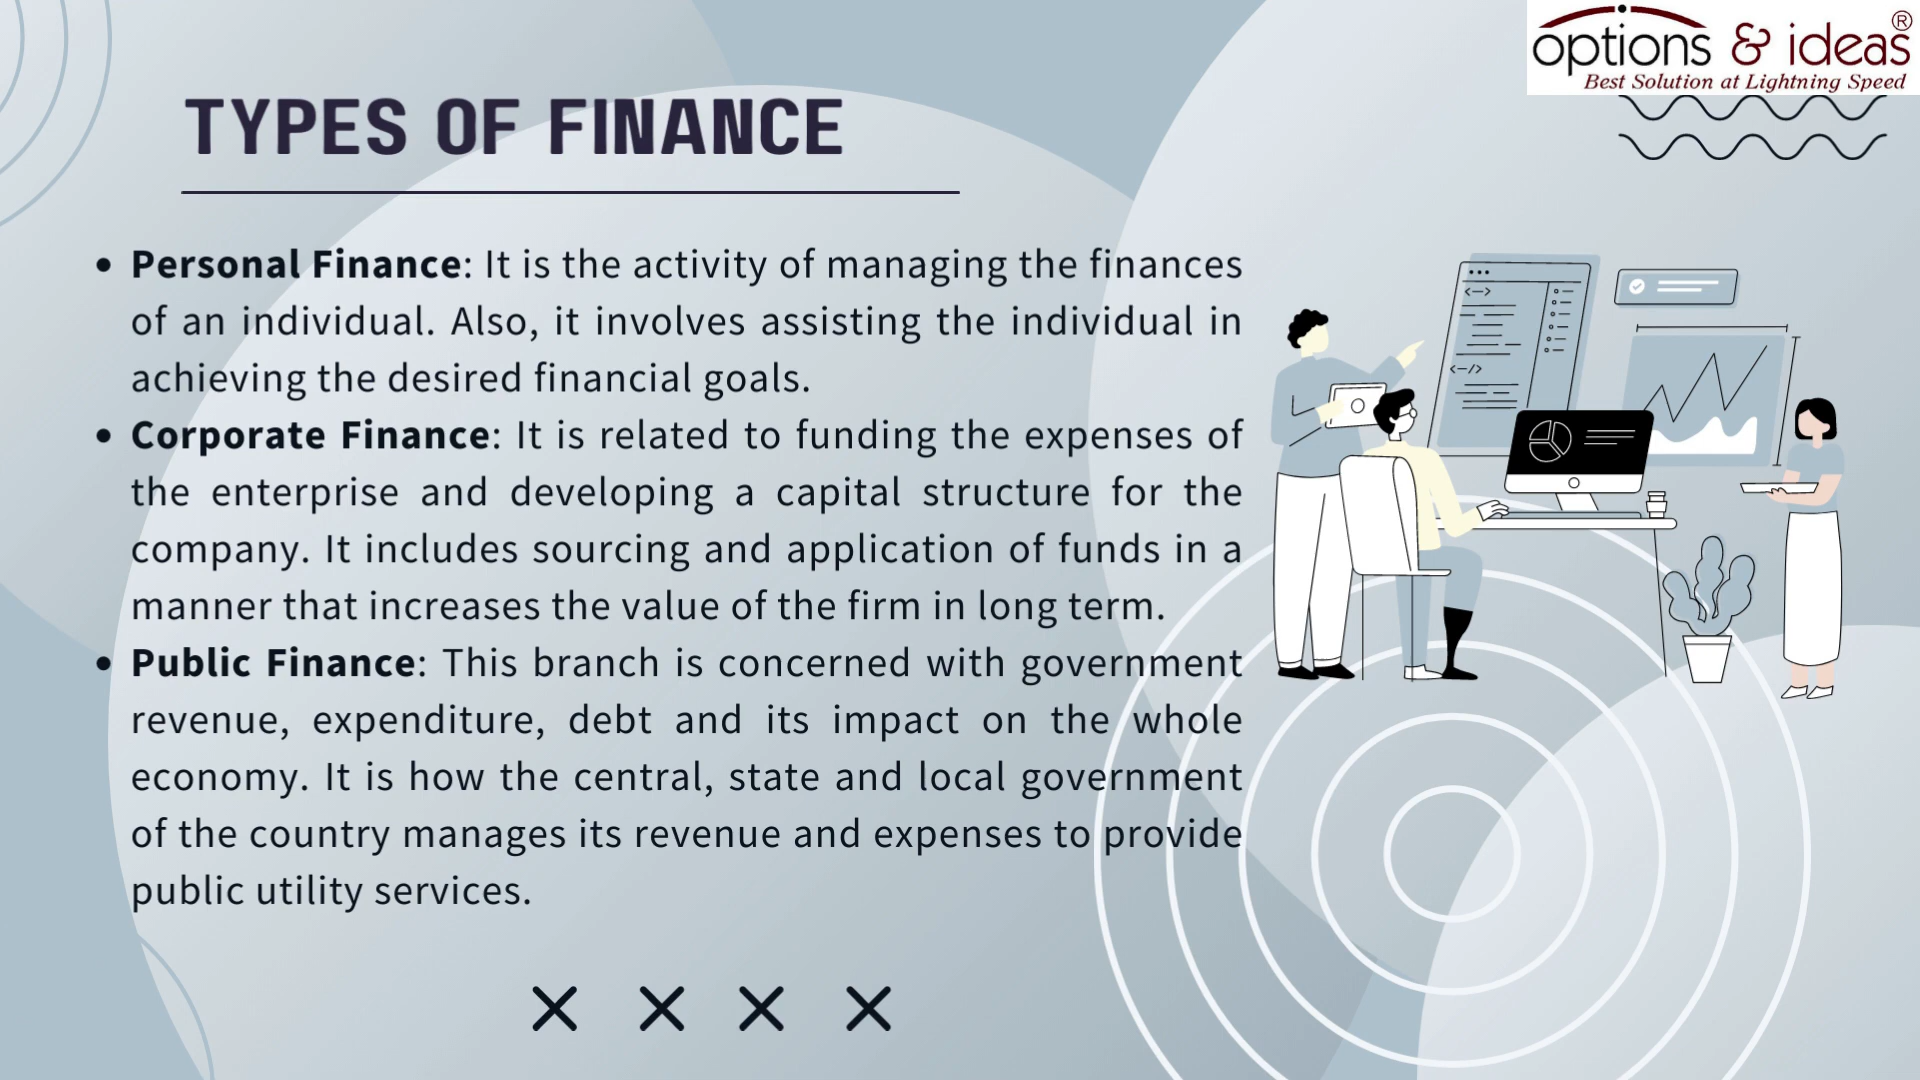 options & ideas®
Best Solution at Lightning Speed
TYPES OF FINANCE
• Personal Finance: It is the activity of managing the finances
of an individual. Also, it involves assisting the individual in
achieving the desired financial goals.
• Corporate Finance: It is related to funding the expenses of
the enterprise and developing a capital structure for the
company. It includes sourcing and application of funds in a
manner that increases the value of the firm in long term.
• Public Finance: This branch is concerned with government
revenue, expenditure, debt and its impact on the whole
economy. It is how the central, state and local government
of the country manages its revenue and expenses to provide
public utility services.